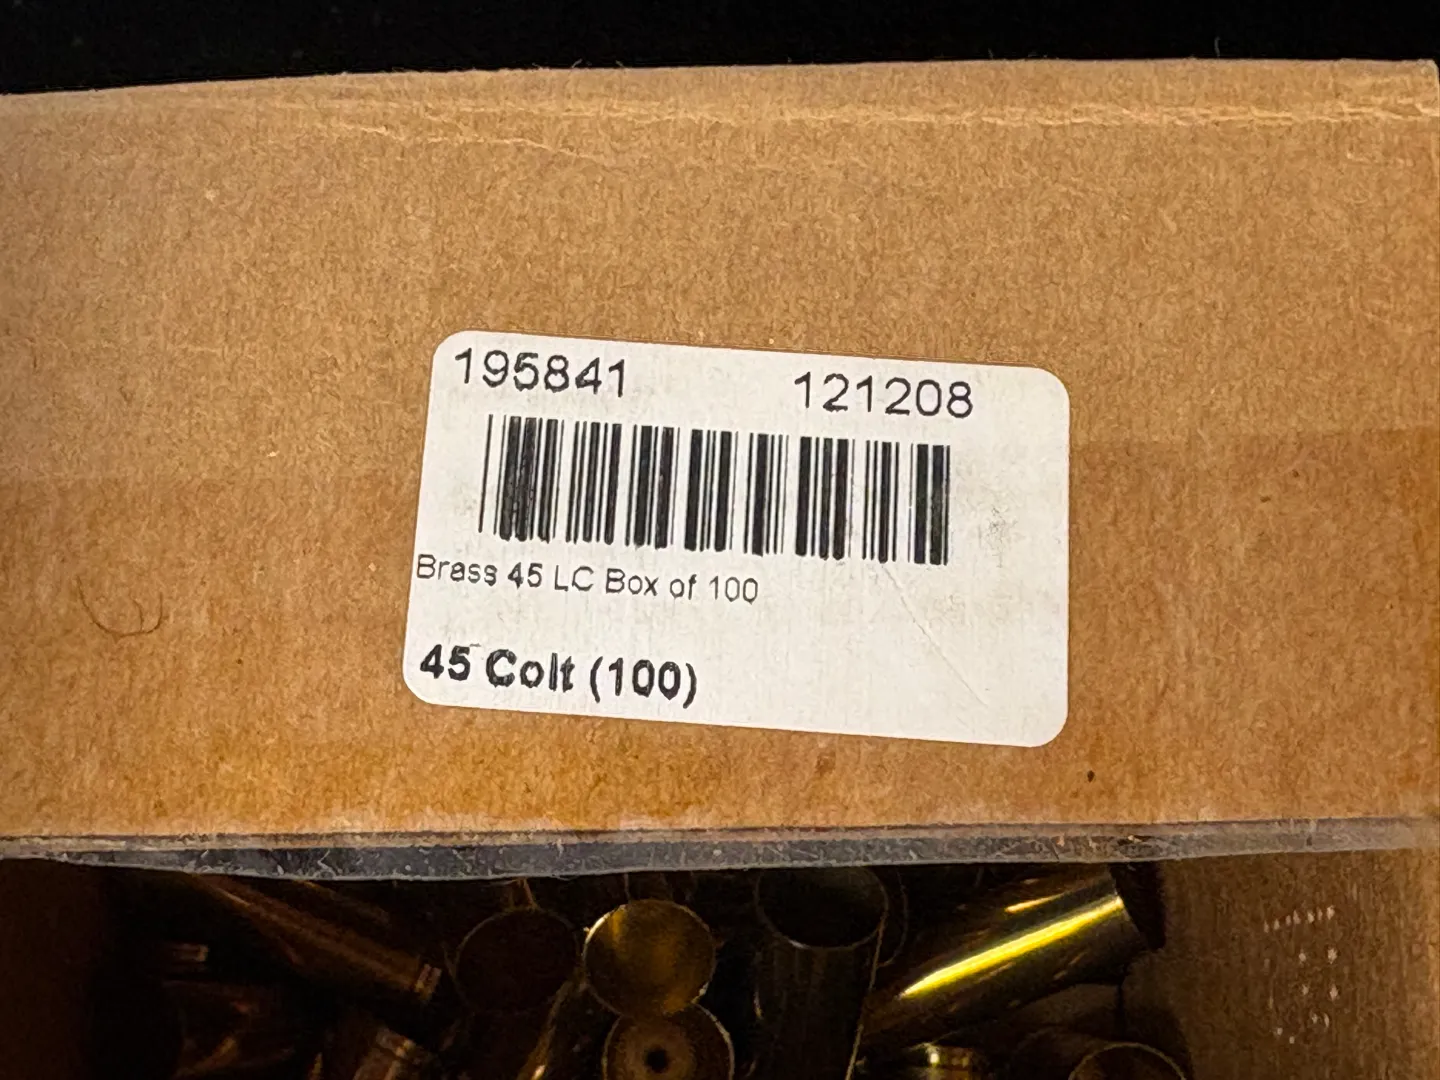 195841 121208
Brass 45 LC Box of 100
45 Colt (100)